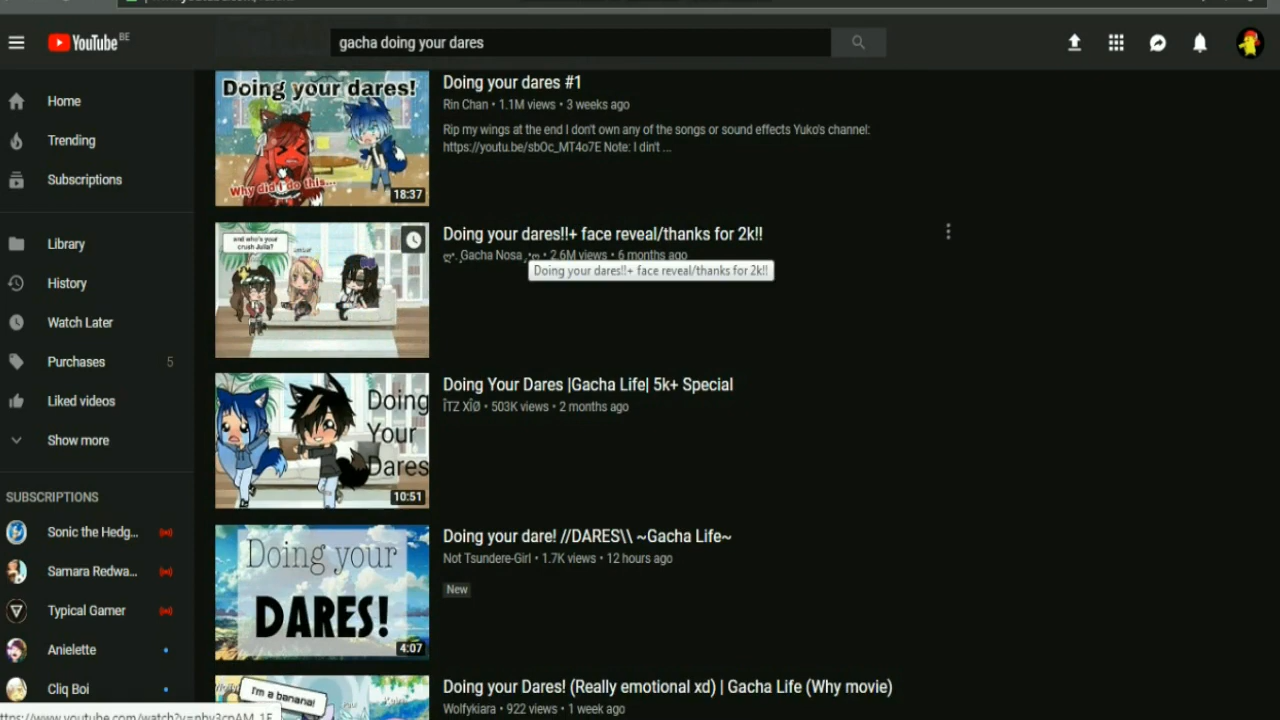 YouTube BE
gacha doing your dares
Home
Trending
Subscriptions
Library
History
Watch Later
Purchases 5
Liked videos
Show more
SUBSCRIPTIONS
Sonic the Hedg...
Samara Redwa...
Typical Gamer
Anielette
Cliq Boi
Doing your dares!
Why did I do this...
18:37
Doing your dares #1
Rin Chan • 1.1M views • 3 weeks ago
Rip my wings at the end I don't own any of the songs or sound effects Yuko's channel:
https://youtu.be/sbOc_MT4o7E Note: I din't ...
and who's your
crush Julia?
Doing your dares!!+ face reveal/thanks for 2k!!
Gacha Nosa • 2.6M views • 6 months ago
Doing your dares!!+ face reveal/thanks for 2k!!
Doing
Your
Dares
10:51
Doing Your Dares |Gacha Life| 5k+ Special
ÎTZ XÎØ • 503K views • 2 months ago
Doing your
DARES!
4:07
Doing your dare! //DARES\\ ~Gacha Life~
Not Tsundere-Girl • 1.7K views • 12 hours ago
New
I'm a banana!
Doing your Dares! (Really emotional xd) | Gacha Life (Why movie)
Wolfykiara • 922 views • 1 week ago